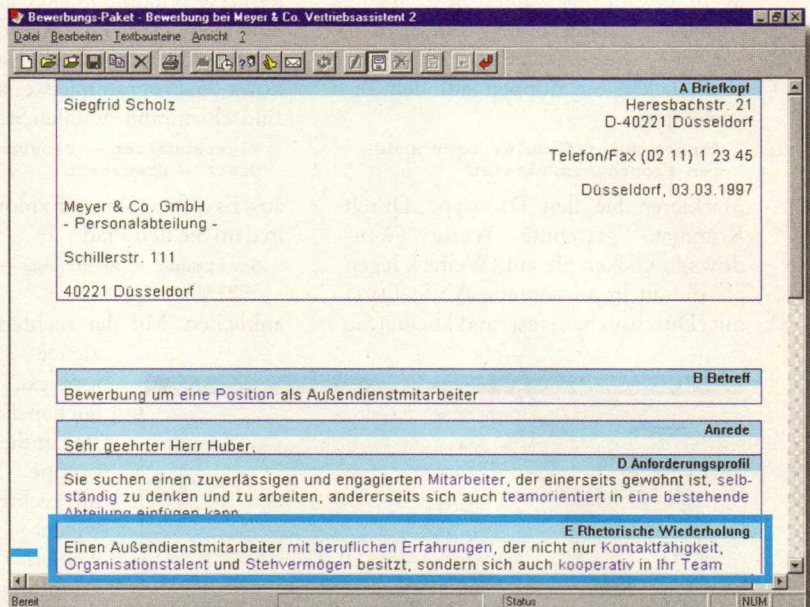 Bewerbungs-Paket - Bewerbung bei Meyer & Co. Vertriebsassistent 2
Datei Bearbeiten Textbausteine Ansicht ?
A Briefkopf
Siegfrid Scholz
Heresbachstr. 21
D-40221 Düsseldorf
Telefon/Fax (02 11) 1 23 45
Düsseldorf, 03.03.1997
Meyer & Co. GmbH
- Personalabteilung -
Schillerstr. 111
40221 Düsseldorf
B Betreff
Bewerbung um eine Position als Außendienstmitarbeiter
Anrede
Sehr geehrter Herr Huber,
D Anforderungsprofil
Sie suchen einen zuverlässigen und engagierten Mitarbeiter, der einerseits gewohnt ist, selb-
ständig zu denken und zu arbeiten, andererseits sich auch teamorientiert in eine bestehende
Abteilung einfügen kann
E Rhetorische Wiederholung
Einen Außendienstmitarbeiter mit beruflichen Erfahrungen, der nicht nur Kontaktfähigkeit,
Organisationstalent und Stehvermögen besitzt, sondern sich auch kooperativ in Ihr Team
Bereit Status NUM